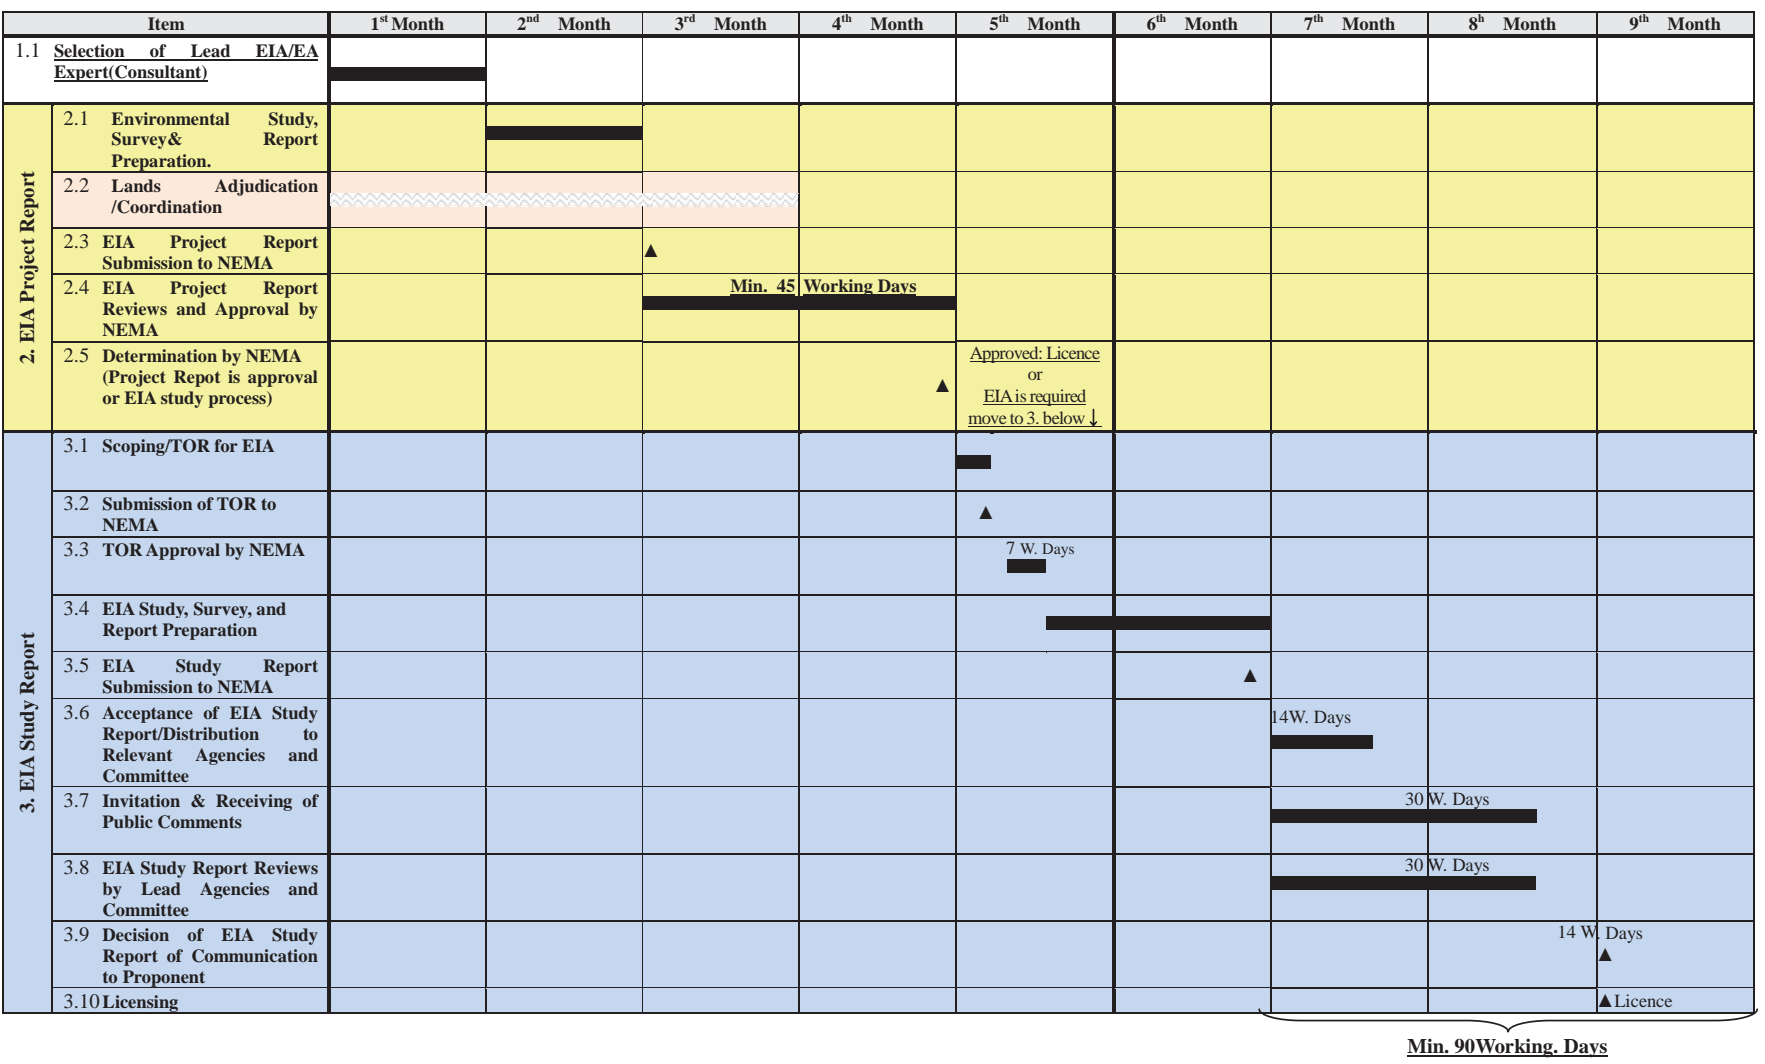 Item 1st Month 2nd Month 3rd Month 4th Month 5th Month 6th Month 7th Month 8h Month 9th Month
1.1 Selection of Lead EIA/EA
Expert(Consultant)
2. EIA Project Report
2.1 Environmental Study,
Survey& Report
Preparation.
2.2 Lands Adjudication
/Coordination
2.3 EIA Project Report
Submission to NEMA
▲
2.4 EIA Project Report
Reviews and Approval by
NEMA
Min. 45 Working Days
2.5 Determination by NEMA
(Project Repot is approval
or EIA study process)
▲
Approved: Licence
or
EIA is required
move to 3. below ↓
3. EIA Study Report
3.1 Scoping/TOR for EIA
3.2 Submission of TOR to
NEMA
▲
3.3 TOR Approval by NEMA
7 W. Days
3.4 EIA Study, Survey, and
Report Preparation
3.5 EIA Study Report
Submission to NEMA
▲
3.6 Acceptance of EIA Study
Report/Distribution to
Relevant Agencies and
Committee
14W. Days
3.7 Invitation & Receiving of
Public Comments
30 W. Days
3.8 EIA Study Report Reviews
by Lead Agencies and
Committee
30 W. Days
3.9 Decision of EIA Study
Report of Communication
to Proponent
14 W. Days
▲
3.10 Licensing
▲Licence
Min. 90Working. Days